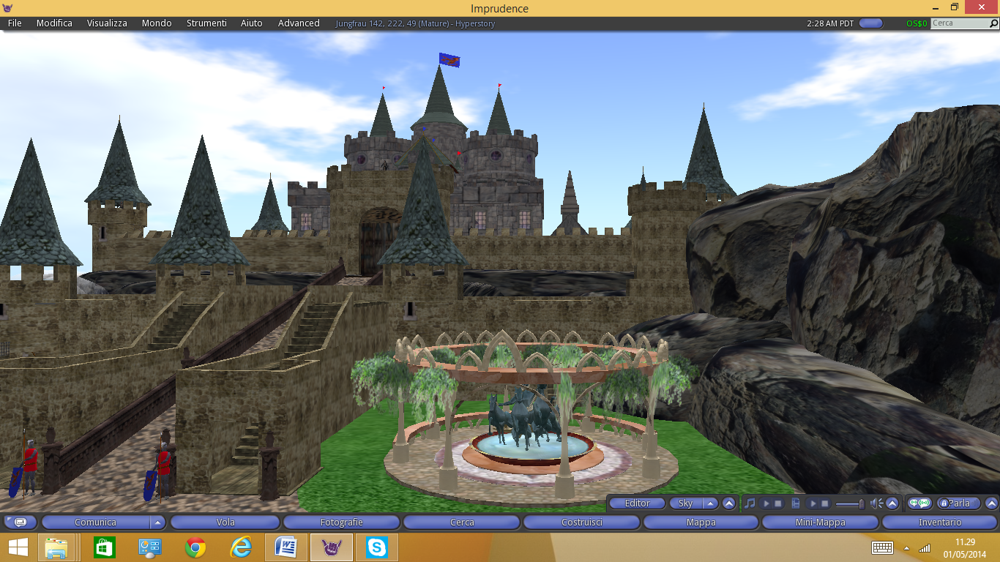 Imprudence
File Modifica Visualizza Mondo Strumenti Aiuto Advanced Jungfrau 142, 222, 49 (Mature) - Hyperstory 2:28 AM PDT OS$0 Cerca
Editor Sky Parla
Comunica Vola Fotografie Cerca Costruisci Mappa Mini-Mappa Inventario
11.29
01/05/2014